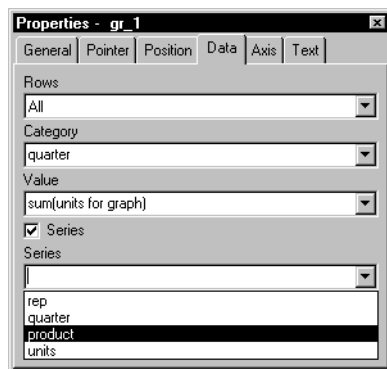 Properties - gr_1
General Pointer Position Data Axis Text
Rows
All
Category
quarter
Value
sum(units for graph)
Series
Series
rep
quarter
product
units